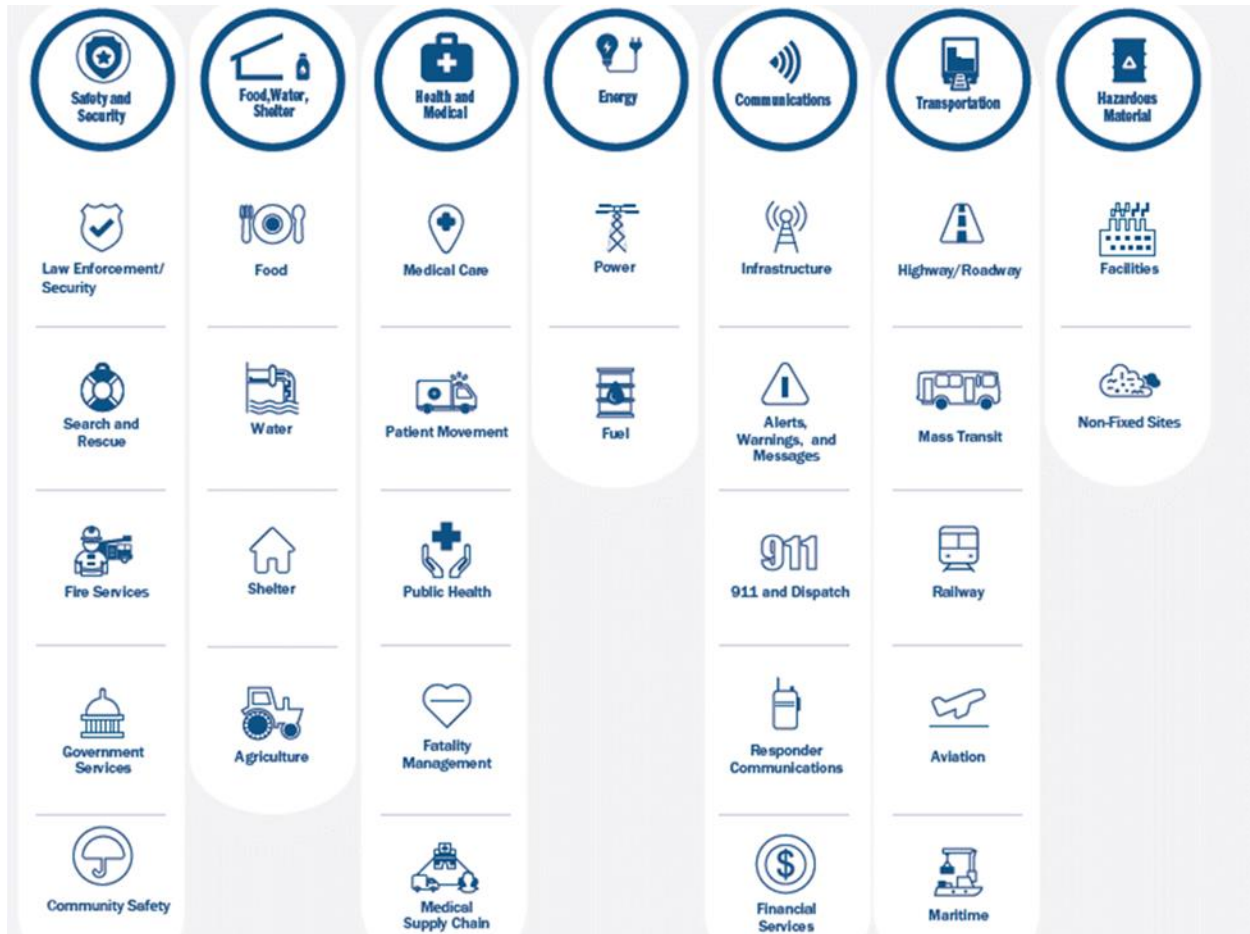 Safety and
Security
Food,Water,
Shelter
Health and
Medical
Energy
Communications
Transportation
Hazardous
Material
Law Enforcement/
Security
Food
Medical Care
Power
Infrastructure
Highway/Roadway
Facilities
Search and
Rescue
Water
Patient Movement
Fuel
Alerts,
Warnings, and
Messages
Mass Transit
Non-Fixed Sites
Fire Services
Shelter
Public Health
911
911 and Dispatch
Railway
Government
Services
Agriculture
Fatality
Management
Responder
Communications
Aviation
Community Safety
Medical
Supply Chain
$
Financial
Services
Maritime